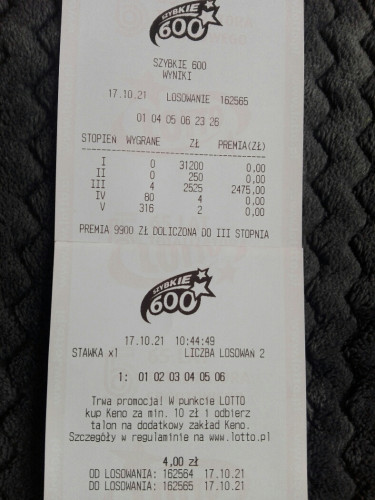 SZYBKIE
600
SZYBKIE 600
WYNIKI
17.10.21 LOSOWANIE 162565
01 04 05 06 23 26
STOPIEŃ WYGRANE ZŁ PREMIA(ZŁ)
I 0 31200 0,00
II 0 250 0,00
III 4 2525 2475,00
IV 80 4 0,00
V 316 2 0,00
PREMIA 9900 ZŁ DOLICZONA DO III STOPNIA
SZYBKIE
600
17.10.21 10:44:49
STAWKA x1 LICZBA LOSOWAŃ 2
1: 01 02 03 04 05 06
Trwa promocja! W punkcie LOTTO
kup Keno za min. 10 zł i odbierz
talon na dodatkowy zakład Keno.
Szczegóły w regulaminie na www.lotto.pl
4,00 zł
OD LOSOWANIA: 162564 17.10.21
DO LOSOWANIA: 162565 17.10.21